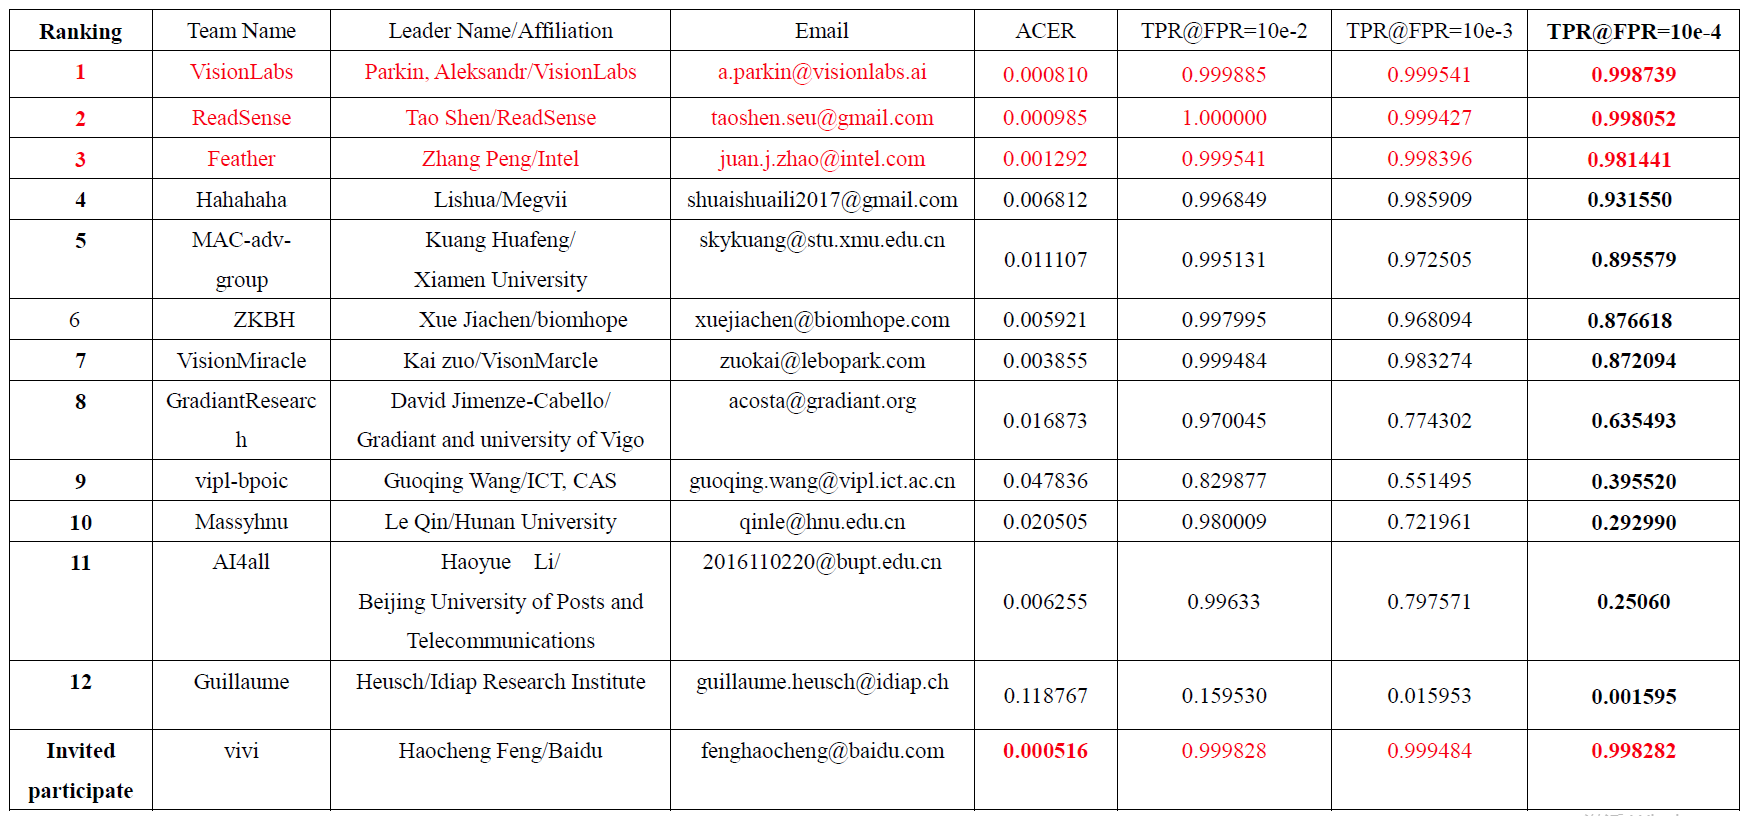 Ranking Team Name Leader Name/Affiliation Email ACER TPR@FPR=10e-2 TPR@FPR=10e-3 TPR@FPR=10e-4
1 VisionLabs Parkin, Aleksandr/VisionLabs a.parkin@visionlabs.ai 0.000810 0.999885 0.999541 0.998739
2 ReadSense Tao Shen/ReadSense taoshen.seu@gmail.com 0.000985 1.000000 0.999427 0.998052
3 Feather Zhang Peng/Intel juan.j.zhao@intel.com 0.001292 0.999541 0.998396 0.981441
4 Hahahaha Lishua/Megvii shuaishuaili2017@gmail.com 0.006812 0.996849 0.985909 0.931550
5 MAC-adv- Kuang Huafeng/ skykuang@stu.xmu.edu.cn
0.011107 0.995131 0.972505 0.895579
group Xiamen University
6 ZKBH Xue Jiachen/biomhope xuejiachen@biomhope.com 0.005921 0.997995 0.968094 0.876618
7 VisionMiracle Kai zuo/VisonMarcle zuokai@lebopark.com 0.003855 0.999484 0.983274 0.872094
8 GradiantResearc David Jimenze-Cabello/ acosta@gradiant.org
0.016873 0.970045 0.774302 0.635493
h Gradiant and university of Vigo
9 vipl-bpoic Guoqing Wang/ICT, CAS guoqing.wang@vipl.ict.ac.cn 0.047836 0.829877 0.551495 0.395520
10 Massyhnu Le Qin/Hunan University qinle@hnu.edu.cn 0.020505 0.980009 0.721961 0.292990
11 AI4all Haoyue Li/ 2016110220@bupt.edu.cn
Beijing University of Posts and 0.006255 0.99633 0.797571 0.25060
Telecommunications
12 Guillaume Heusch/Idiap Research Institute guillaume.heusch@idiap.ch 0.118767 0.159530 0.015953 0.001595
Invited vivi Haocheng Feng/Baidu fenghaocheng@baidu.com 0.000516 0.999828 0.999484 0.998282
participate